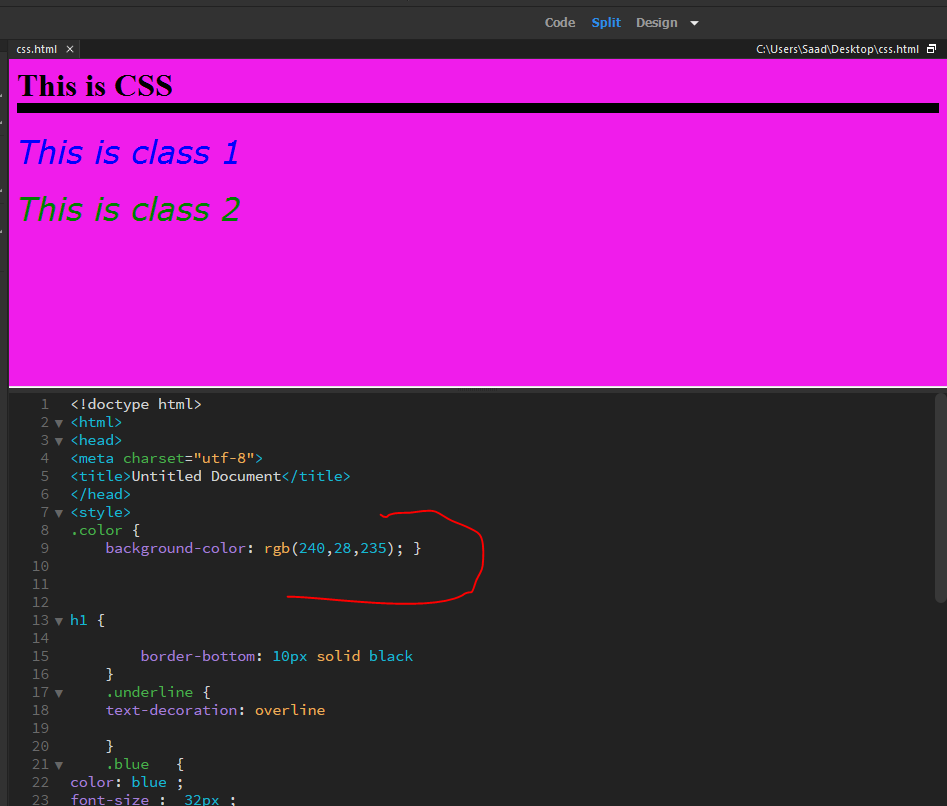 Code Split Design
css.html × C:\Users\Saad\Desktop\css.html
This is CSS
This is class 1
This is class 2
1 <!doctype html>
2 <html>
3 <head>
4 <meta charset="utf-8">
5 <title>Untitled Document</title>
6 </head>
7 <style>
8 .color {
9 background-color: rgb(240,28,235); }
10
11
12
13 h1 {
14
15 border-bottom: 10px solid black
16 }
17 .underline {
18 text-decoration: overline
19
20 }
21 .blue {
22 color: blue ;
23 font-size : 32px ;